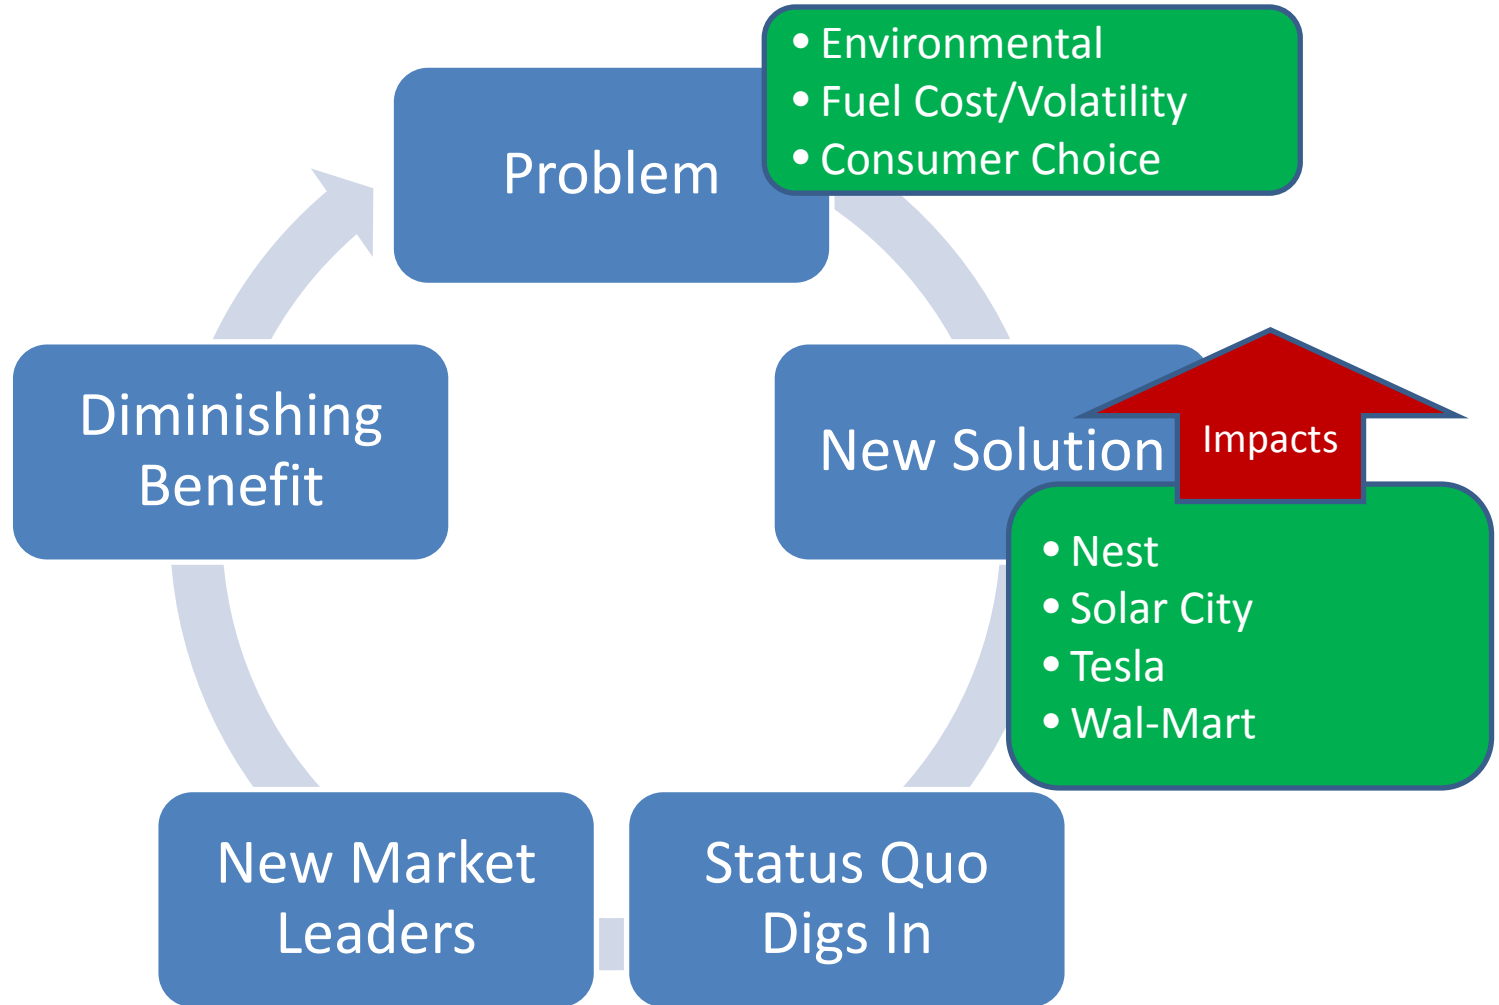 Problem
• Environmental
• Fuel Cost/Volatility
• Consumer Choice
New Solution
Impacts
• Nest
• Solar City
• Tesla
• Wal-Mart
Status Quo
Digs In
New Market
Leaders
Diminishing
Benefit